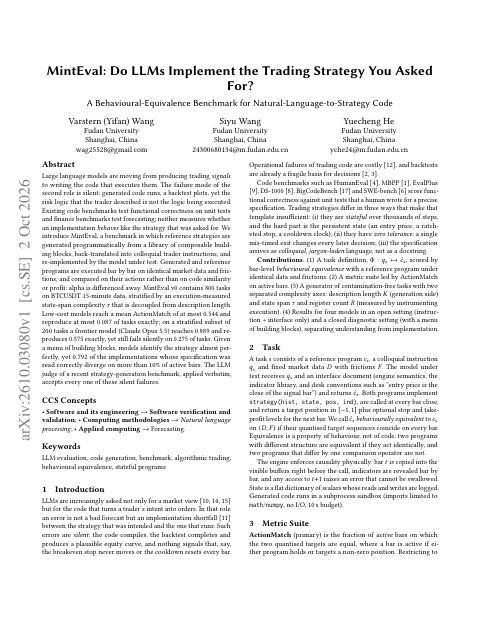 MintEval: Do LLMs Implement the Trading Strategy You Asked
For?
A Behavioural-Equivalence Benchmark for Natural-Language-to-Strategy Code
Varstern (Yifan) Wang
Fudan University
Shanghai, China
wag25528@gmail.com
Siyu Wang
Fudan University
Shanghai, China
24300680134@m.fudan.edu.cn
Yuecheng He
Fudan University
Shanghai, China
yche24@m.fudan.edu.cn
arXiv:2610.03080v1 [cs.SE] 2 Oct 2026
Abstract
Large language models are moving from producing trading signals
to writing the code that executes them. The failure mode of the
second role is silent: generated code runs, a backtest plots, yet the
risk logic that the trader described is not the logic being executed.
Existing code benchmarks test functional correctness on unit tests
and finance benchmarks test forecasting; neither measures whether
an implementation behaves like the strategy that was asked for. We
introduce MintEval, a benchmark in which reference strategies are
generated programmatically from a library of composable build-
ing blocks, back-translated into colloquial trader instructions, and
re-implemented by the model under test. Generated and reference
programs are executed bar by bar on identical market data and fric-
tions, and compared on their actions rather than on code similarity
or profit: alpha is differenced away. MintEval v0 contains 800 tasks
on BTCUSDT 15-minute data, stratified by an execution-measured
state-span complexity τ that is decoupled from description length.
Low-cost models reach a mean ActionMatch of at most 0.544 and
reproduce at most 0.087 of tasks exactly; on a stratified subset of
200 tasks a frontier model (Claude Opus 5.5) reaches 0.889 and re-
produces 0.575 exactly, yet still fails silently on 0.275 of tasks. Given
a menu of building blocks, models identify the strategy almost per-
fectly, yet 0.792 of the implementations whose specification was
read correctly diverge on more than 10% of active bars. The LLM
judge of a recent strategy-generation benchmark, applied verbatim,
accepts every one of these silent failures.
CCS Concepts
• Software and its engineering → Software verification and
validation; • Computing methodologies → Natural language
processing; • Applied computing → Forecasting.
Keywords
LLM evaluation, code generation, benchmark, algorithmic trading,
behavioural equivalence, stateful programs
1 Introduction
LLMs are increasingly asked not only for a market view [10, 14, 15]
but for the code that turns a trader's intent into orders. In that role
an error is not a bad forecast but an implementation shortfall [11]
between the strategy that was intended and the one that runs. Such
errors are silent: the code compiles, the backtest completes and
produces a plausible equity curve, and nothing signals that, say,
the breakeven stop never moves or the cooldown resets every bar.
Operational failures of trading code are costly [12], and backtests
are already a fragile basis for decisions [2, 3].
Code benchmarks such as HumanEval [4], MBPP [1], EvalPlus
[9], DS-1000 [8], BigCodeBench [17] and SWE-bench [6] score func-
tional correctness against unit tests that a human wrote for a precise
specification. Trading strategies differ in three ways that make that
template insufficient: (i) they are stateful over thousands of steps,
and the hard part is the persistent state (an entry price, a ratch-
eted stop, a cooldown clock); (ii) they have zero tolerance: a single
mis-timed exit changes every later decision; (iii) the specification
arrives as colloquial, jargon-laden language, not as a docstring.
Contributions. (1) A task definition, Φ : qₛ ↦ ĉₛ, scored by
bar-level behavioural equivalence with a reference program under
identical data and frictions. (2) A metric suite led by ActionMatch
on active bars. (3) A generator of contamination-free tasks with two
separated complexity axes: description length K (generation side)
and state span τ and register count R (measured by instrumenting
execution). (4) Results for four models in an open setting (instruc-
tion + interface only) and a closed diagnostic setting (with a menu
of building blocks), separating understanding from implementation.
2 Task
A task s consists of a reference program cₛ, a colloquial instruction
qₛ and fixed market data D with frictions F. The model under
test receives qₛ and an interface document (engine semantics, the
indicator library, and desk conventions such as "entry price is the
close of the signal bar") and returns ĉₛ. Both programs implement
strategy(hist, state, pos, ind), are called at every bar close,
and return a target position in [−1, 1] plus optional stop and take-
profit levels for the next bar. We call ĉₛ behaviourally equivalent to cₛ
on (D, F) if their quantised target sequences coincide on every bar.
Equivalence is a property of behaviour, not of code: two programs
with different structure are equivalent if they act identically, and
two programs that differ by one comparison operator are not.
The engine enforces causality physically: bar t is copied into the
visible buffers right before the call, indicators are revealed bar by
bar, and any access to t+1 raises an error that cannot be swallowed.
State is a flat dictionary of scalars whose reads and writes are logged.
Generated code runs in a subprocess sandbox (imports limited to
math/numpy, no I/O, 10 s budget).
3 Metric Suite
ActionMatch (primary) is the fraction of active bars on which
the two quantised targets are equal, where a bar is active if ei-
ther program holds or targets a non-zero position. Restricting to